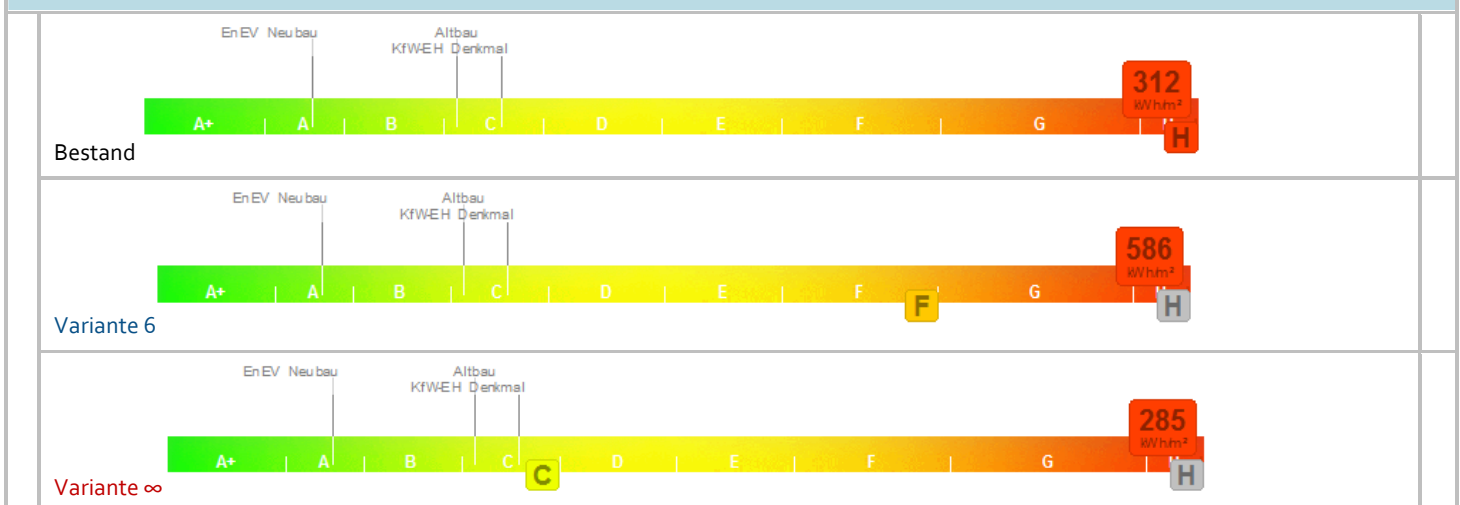 EnEV Neubau
Altbau
KfW-EH Denkmal
312
kWh/m²
A+ A B C D E F G H
H
Bestand
EnEV Neubau
Altbau
KfW-EH Denkmal
586
kWh/m²
A+ A B C D E F G H
F
H
Variante 6
EnEV Neubau
Altbau
KfW-EH Denkmal
285
kWh/m²
A+ A B C D E F G H
C
H
Variante ∞